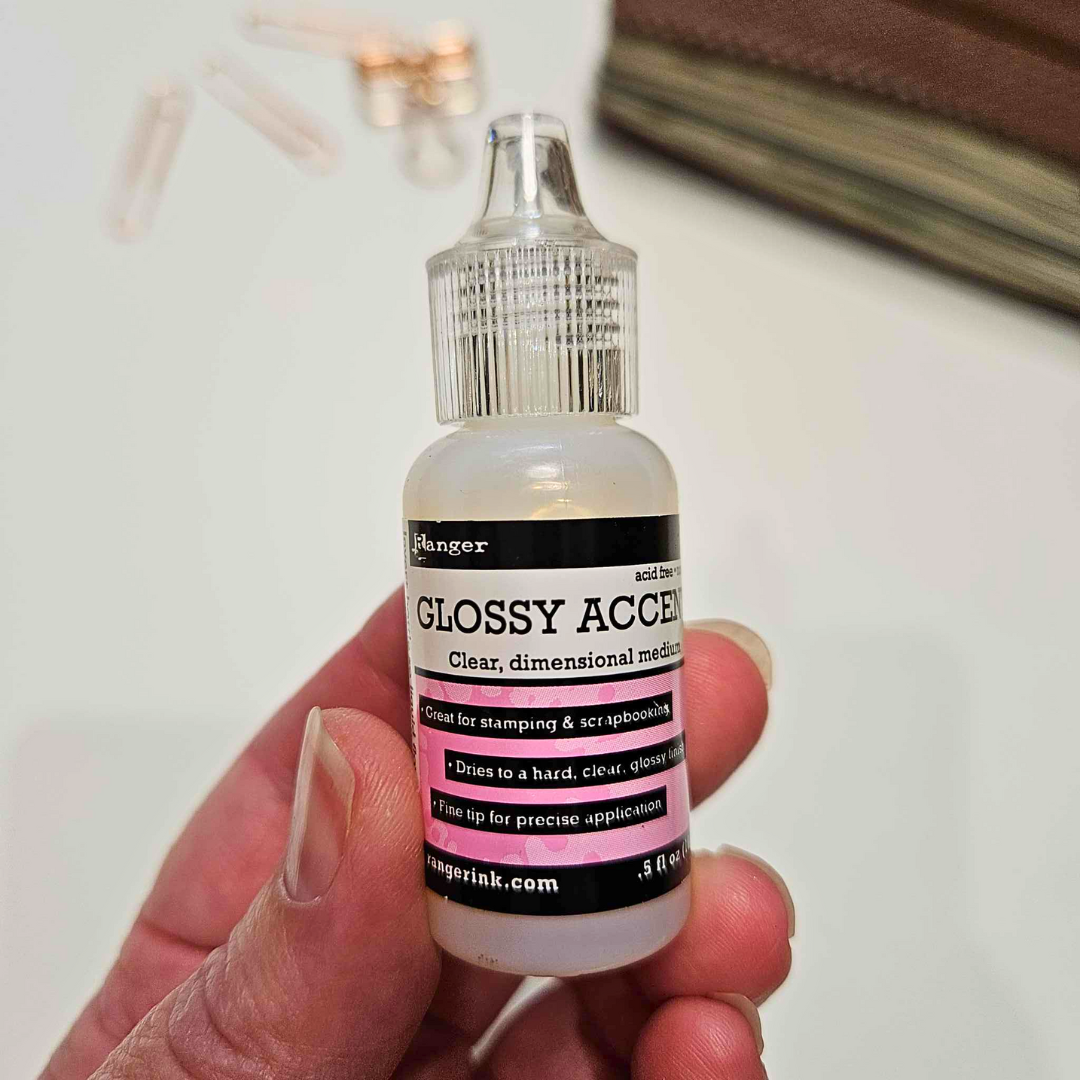 Ranger
acid free
GLOSSY ACCEN
Clear, dimensional medium
• Great for stamping & scrapbooking
• Dries to a hard, clear, glossy finish
• Fine tip for precise application
rangerink.com .5 fl oz (